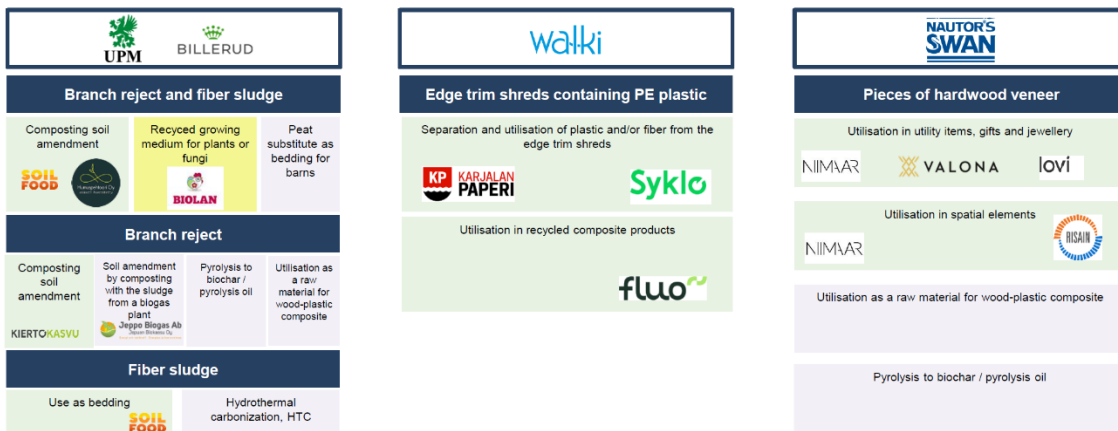 UPM
BILLERUD
Branch reject and fiber sludge
Composting soil
amendment
SOIL
FOOD
Recyced growing
medium for plants or
fungi
BIOLAN
Peat
substitute as
bedding for
barns
Branch reject
Composting
soil
amendment
KIERTOKASVU
Soil amendment
by composting
with the sludge
from a biogas
plant
Jeppo Biogas Ab
Jepuan Biokaasu Oy
Pyrolysis to
biochar /
pyrolysis oil
Utilisation as
a raw
material for
wood-plastic
composite
Fiber sludge
Use as bedding
SOIL
FOOD
Hydrothermal
carbonization, HTC
walki
Edge trim shreds containing PE plastic
Separation and utilisation of plastic and/or fiber from the
edge trim shreds
KP KARJALAN
PAPERI
Syklo
Utilisation in recycled composite products
fluo
NAUTOR'S
SWAN
Pieces of hardwood veneer
Utilisation in utility items, gifts and jewellery
NIIMAAR
VALONA
lovi
Utilisation in spatial elements
NIIMAAR
RISAIN
Utilisation as a raw material for wood-plastic composite
Pyrolysis to biochar / pyrolysis oil